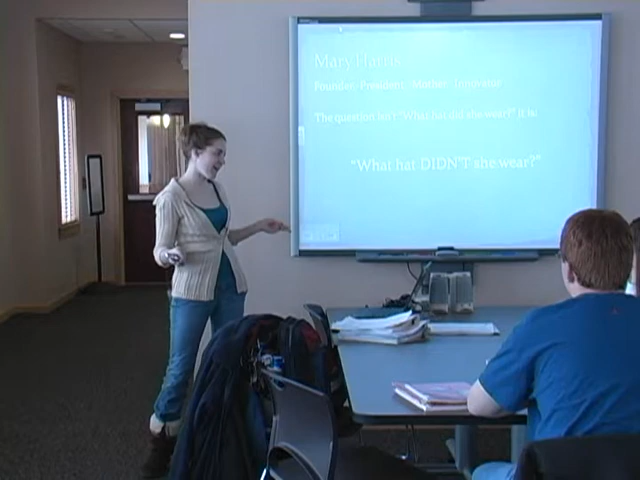 Mary Harris
Founder President Mother Innovator
The question isn't "What hat did she wear?" It is:
"What hat DIDN'T she wear?"